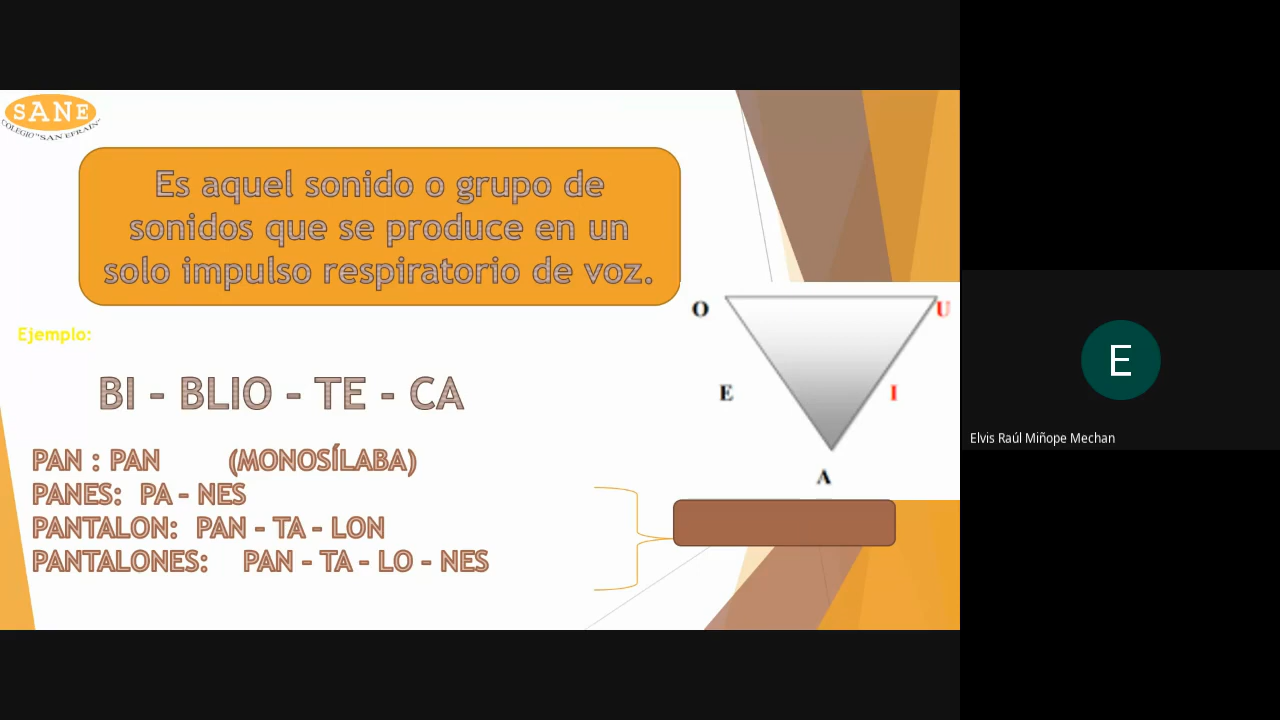 SANE
COLEGIO "SAN EFRAIN"
Es aquel sonido o grupo de
sonidos que se produce en un
solo impulso respiratorio de voz.
Ejemplo:
BI - BLIO - TE - CA
PAN : PAN (MONOSÍLABA)
PANES: PA - NES
PANTALON: PAN - TA - LON
PANTALONES: PAN - TA - LO - NES
O
U
E
I
A
E
Elvis Raúl Miñope Mechan